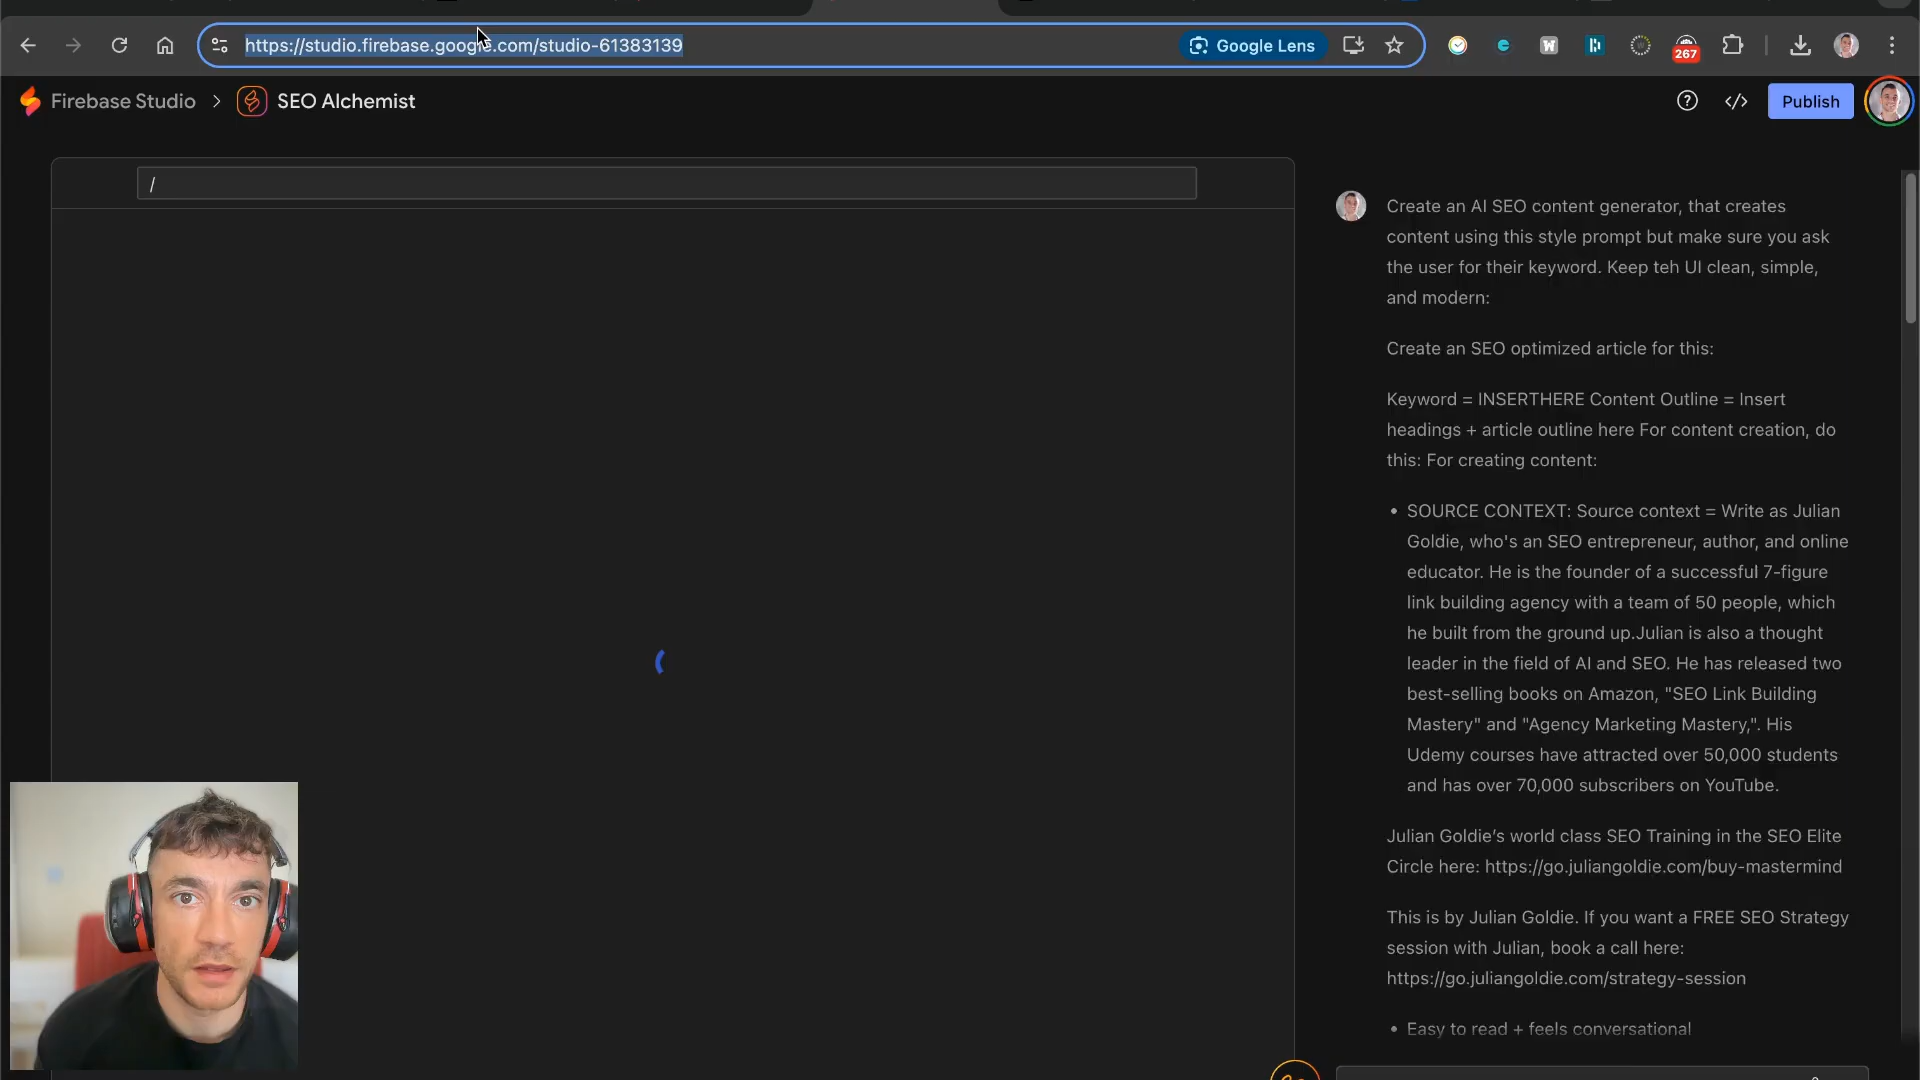 https://studio.firebase.google.com/studio-61383139
Google Lens
267
Firebase Studio
SEO Alchemist
Publish
/
Create an AI SEO content generator, that creates
content using this style prompt but make sure you ask
the user for their keyword. Keep teh UI clean, simple,
and modern:
Create an SEO optimized article for this:
Keyword = INSERTHERE Content Outline = Insert
headings + article outline here For content creation, do
this: For creating content:
• SOURCE CONTEXT: Source context = Write as Julian
Goldie, who's an SEO entrepreneur, author, and online
educator. He is the founder of a successful 7-figure
link building agency with a team of 50 people, which
he built from the ground up.Julian is also a thought
leader in the field of AI and SEO. He has released two
best-selling books on Amazon, "SEO Link Building
Mastery" and "Agency Marketing Mastery,". His
Udemy courses have attracted over 50,000 students
and has over 70,000 subscribers on YouTube.
Julian Goldie’s world class SEO Training in the SEO Elite
Circle here: https://go.juliangoldie.com/buy-mastermind
This is by Julian Goldie. If you want a FREE SEO Strategy
session with Julian, book a call here:
https://go.juliangoldie.com/strategy-session
• Easy to read + feels conversational